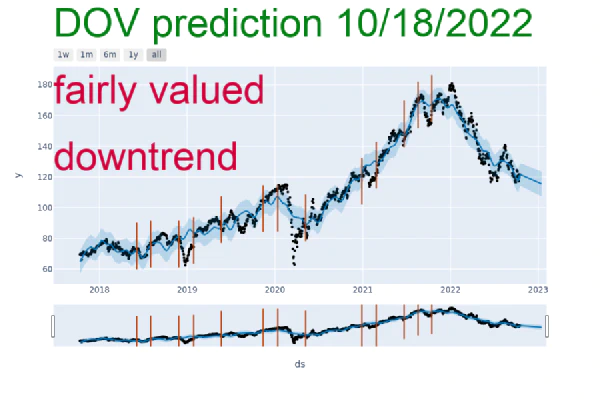 DOV prediction 10/18/2022
1w 1m 6m 1y all
fairly valued
downtrend
180
160
140
120
100
80
60
y
2018 2019 2020 2021 2022 2023
ds